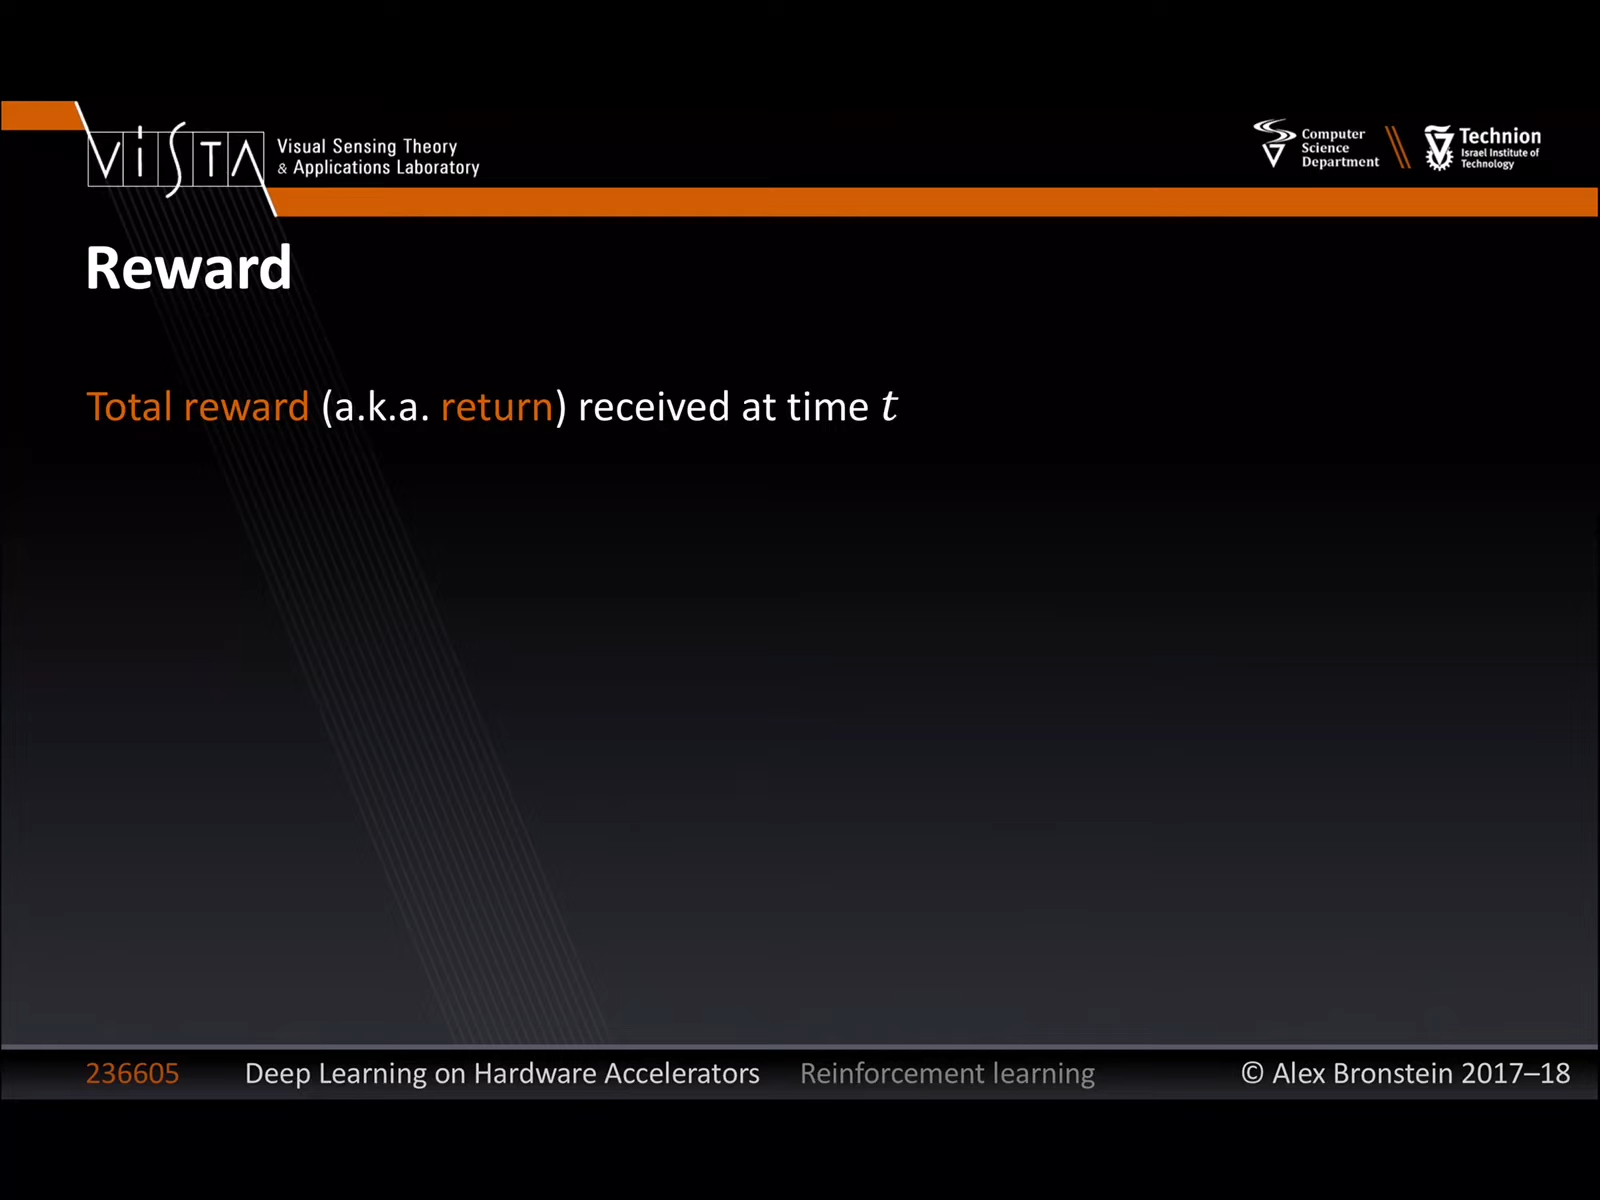 ViSTA
Visual Sensing Theory
& Applications Laboratory
Computer
Science
Department
Technion
Israel Institute of
Technology
Reward
Total reward (a.k.a. return) received at time t
236605 Deep Learning on Hardware Accelerators Reinforcement learning © Alex Bronstein 2017–18